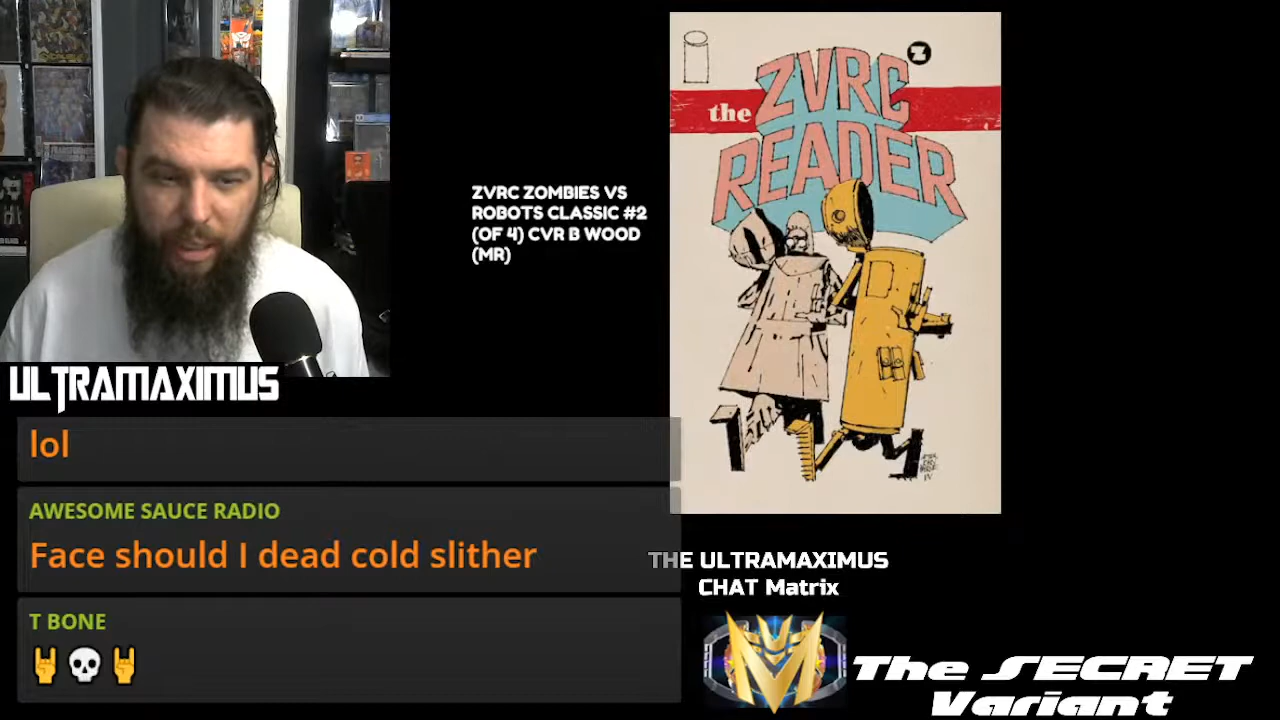 the ZVRC
Z
READER
ZVRC ZOMBIES VS
ROBOTS CLASSIC #2
(OF 4) CVR B WOOD
(MR)
ULTRAMAXIMUS
lol
AWESOME SAUCE RADIO
Face should I dead cold slither
T BONE
THE ULTRAMAXIMUS
CHAT Matrix
The SECRET
Variant